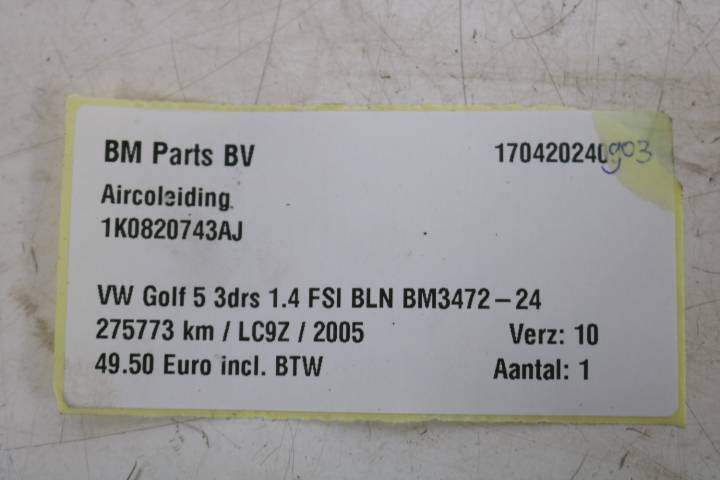 BM Parts BV 170420240903
Aircoleiding
1K0820743AJ
VW Golf 5 3drs 1.4 FSI BLN BM3472-24
275773 km / LC9Z / 2005 Verz: 10
49.50 Euro incl. BTW Aantal: 1